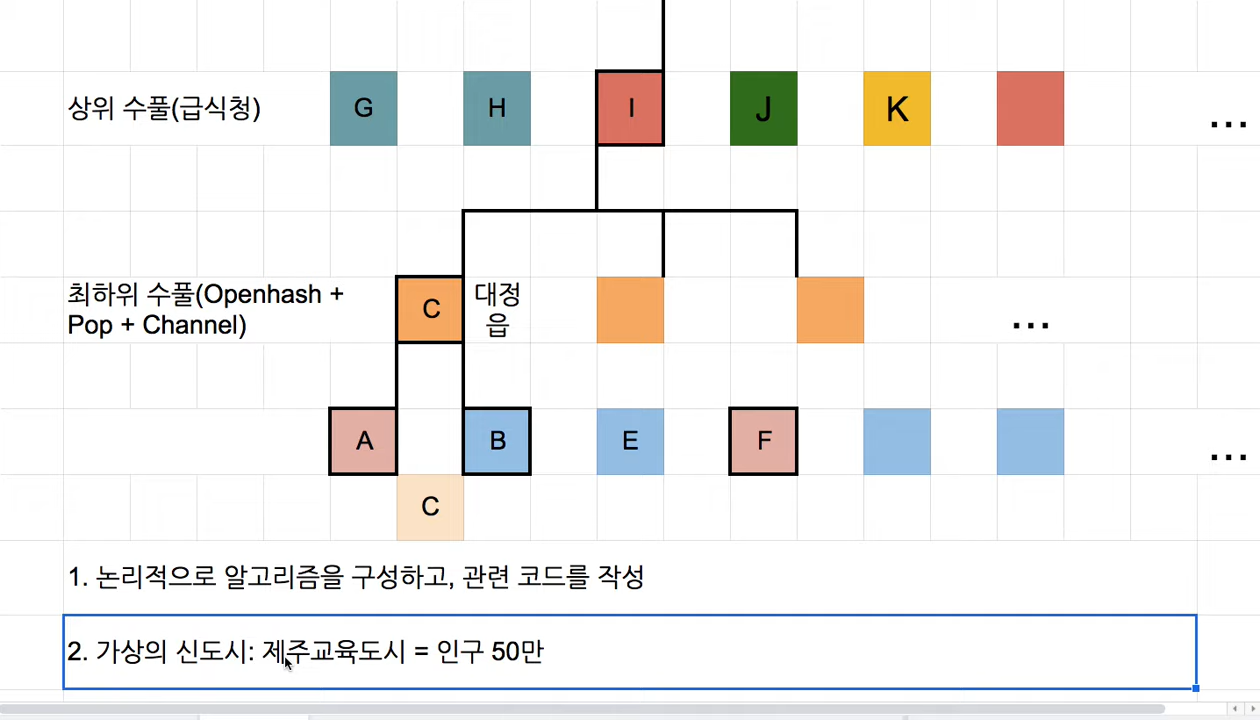 상위 수풀(급식청)
G
H
I
J
K
...
최하위 수풀(Openhash +
Pop + Channel)
C
대정
읍
...
A
B
E
F
...
C
1. 논리적으로 알고리즘을 구성하고, 관련 코드를 작성
2. 가상의 신도시: 제주교육도시 = 인구 50만